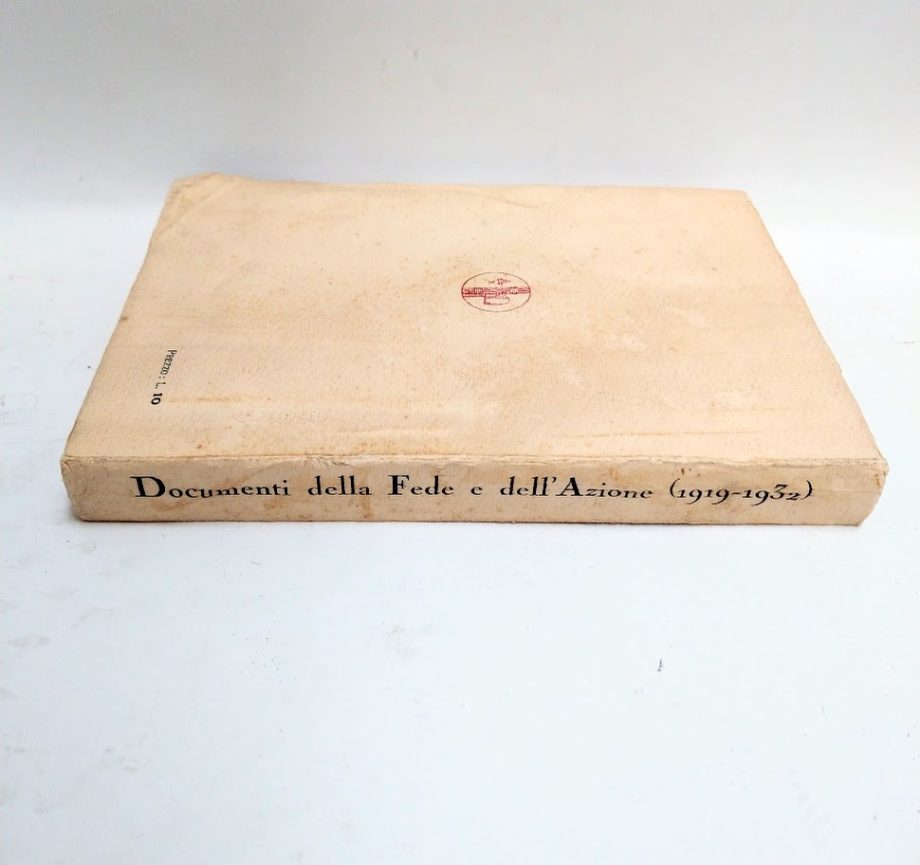 Prezzo: L. 10
Documenti della Fede e dell'Azione (1919-1932)